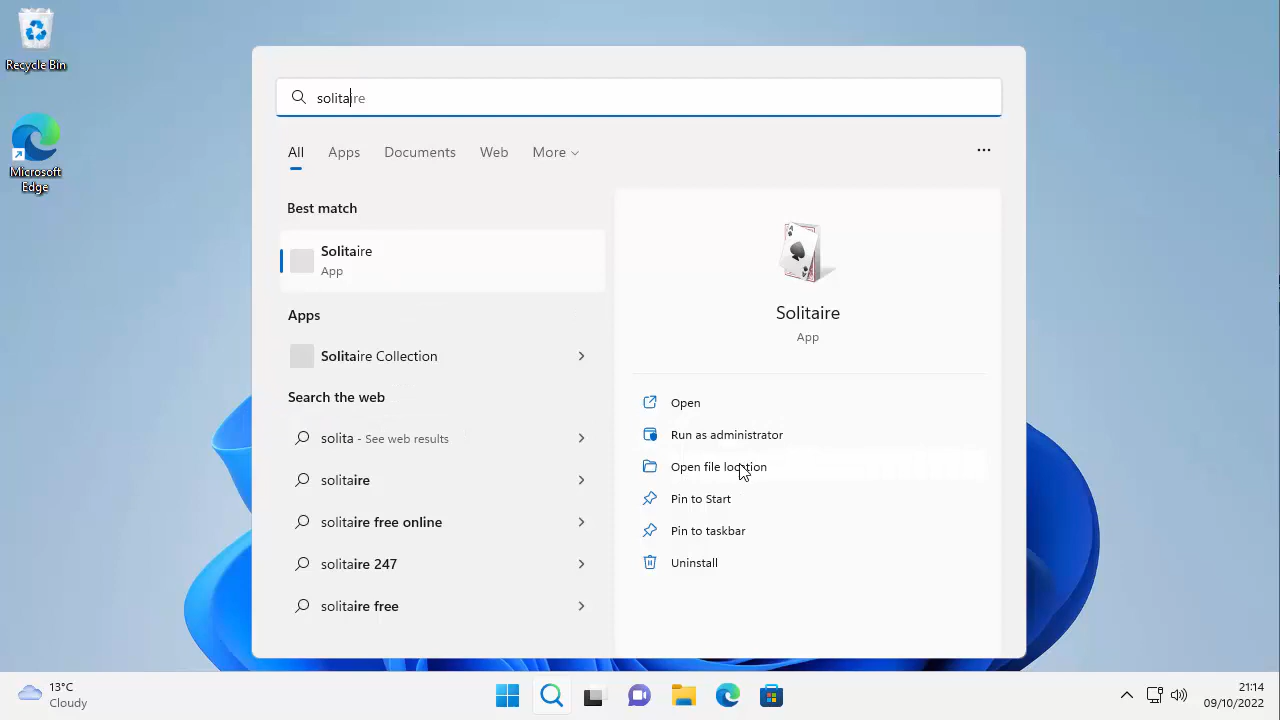 Recycle Bin
Microsoft
Edge
solitaire
All Apps Documents Web More
Best match
Solitaire
App
Apps
Solitaire Collection
Search the web
solita - See web results
solitaire
solitaire free online
solitaire 247
solitaire free
Solitaire
App
Open
Run as administrator
Open file location
Pin to Start
Pin to taskbar
Uninstall
13°C
Cloudy
21:14
09/10/2022